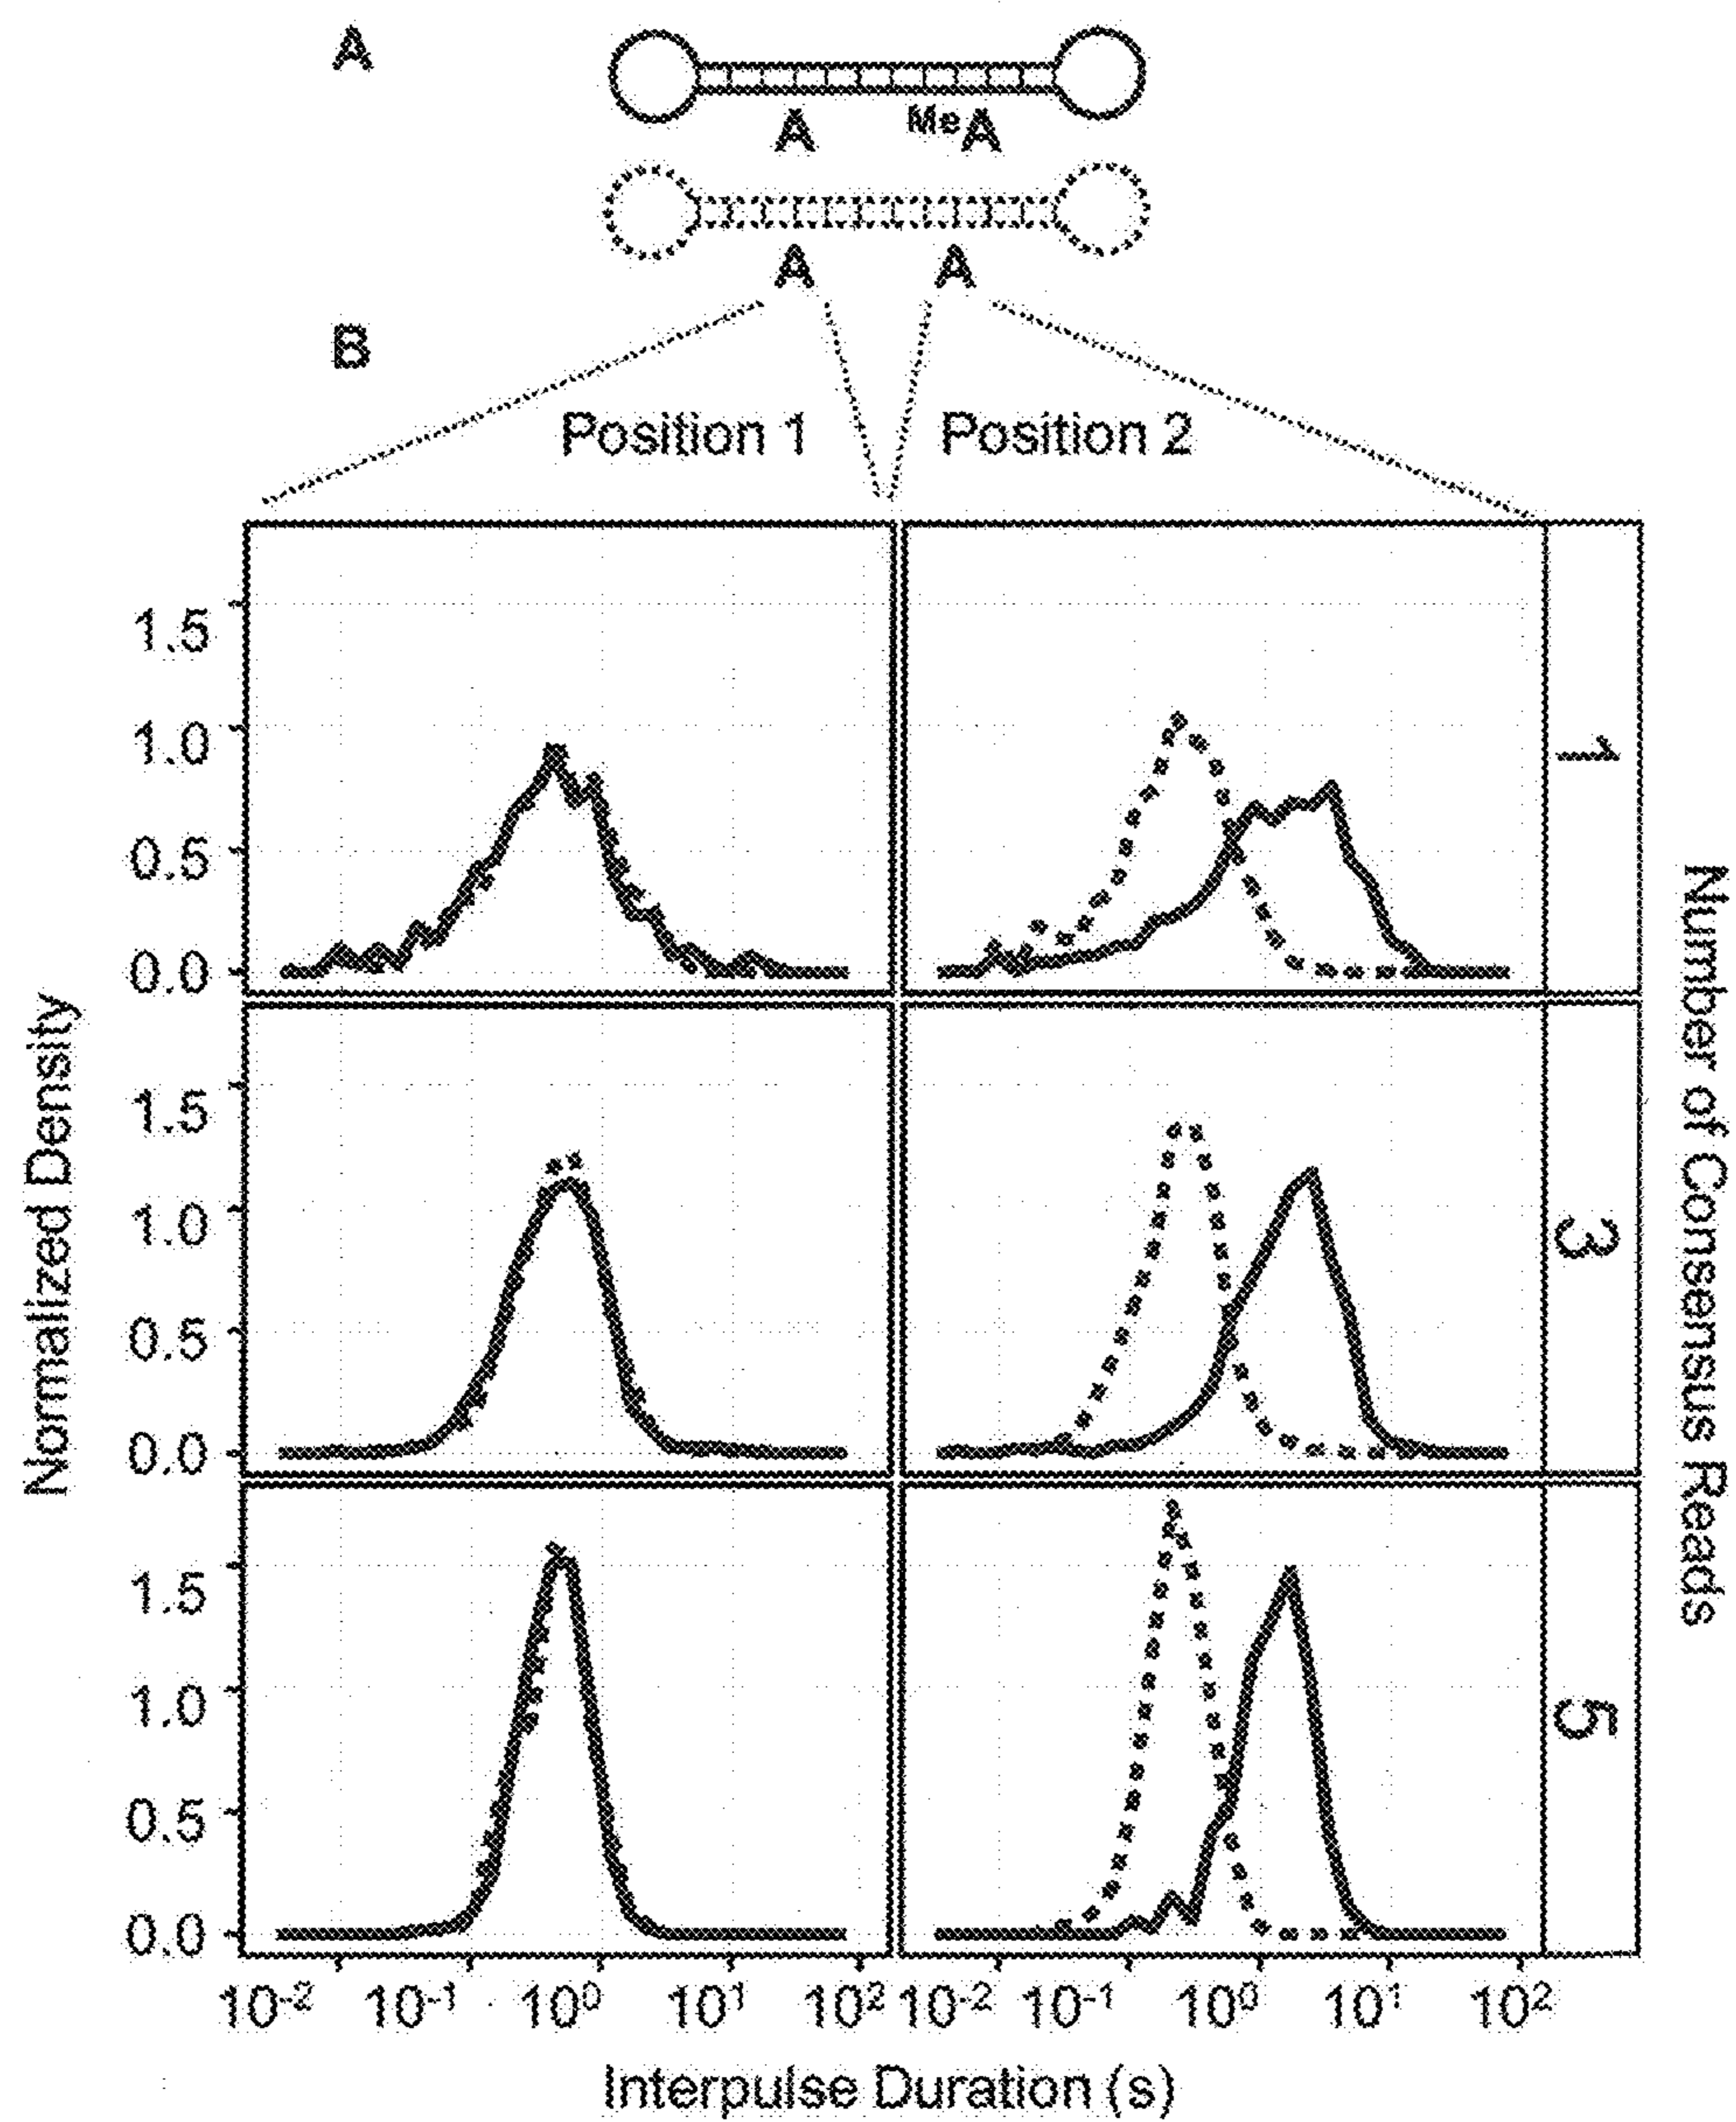 A
A MeA
A A
B
Position 1 Position 2
Normalized Density
1.5
1.0
0.5
0.0
1
1.5
1.0
0.5
0.0
3
1.5
1.0
0.5
0.0
5
Number of Consensus Reads
10-2 10-1 100 101 102 10-2 10-1 100 101 102
Interpulse Duration (s)